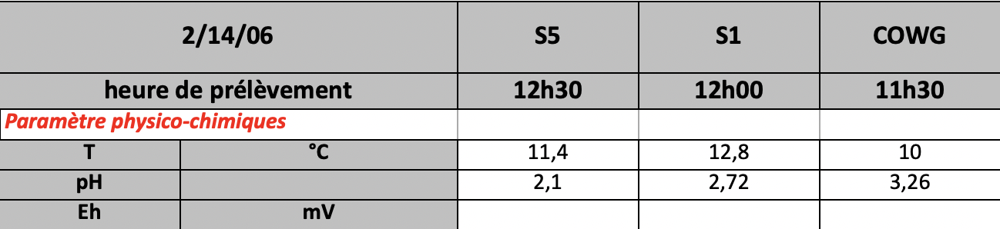 2/14/06 S5 S1 COWG
heure de prélèvement 12h30 12h00 11h30
Paramètre physico-chimiques
T °C 11,4 12,8 10
pH 2,1 2,72 3,26
Eh mV